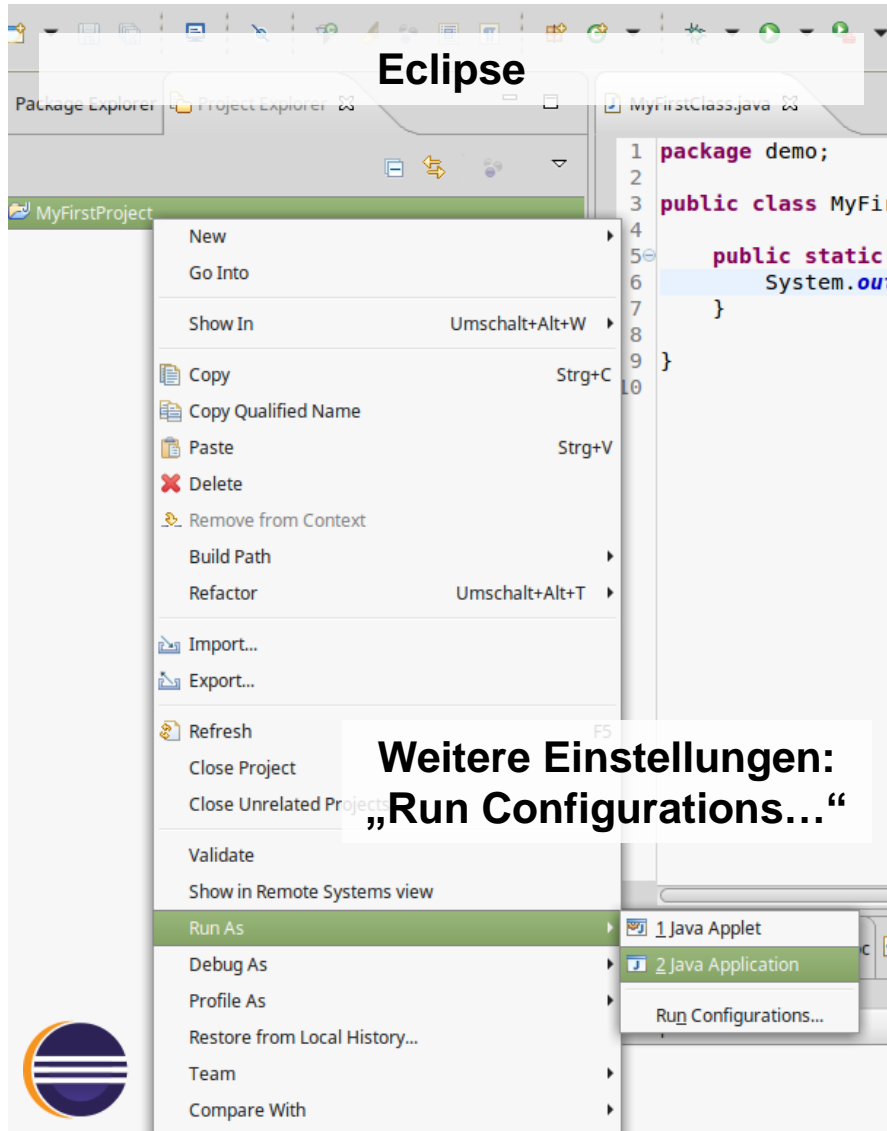 Eclipse
Package Explorer Project Explorer MyFirstClass.java
1 package demo;
2
MyFirstProject
3 public class MyFi
4
5 public static
6 System.out
7 }
8
9 }
10
New
Go Into
Show In Umschalt+Alt+W
Copy Strg+C
Copy Qualified Name
Paste Strg+V
Delete
Remove from Context
Build Path
Refactor Umschalt+Alt+T
Import...
Export...
Refresh F5
Close Project
Close Unrelated Projects
Weitere Einstellungen:
„Run Configurations…“
Validate
Show in Remote Systems view
Run As
1 Java Applet
Debug As
2 Java Application
Profile As
Run Configurations...
Restore from Local History...
Team
Compare With